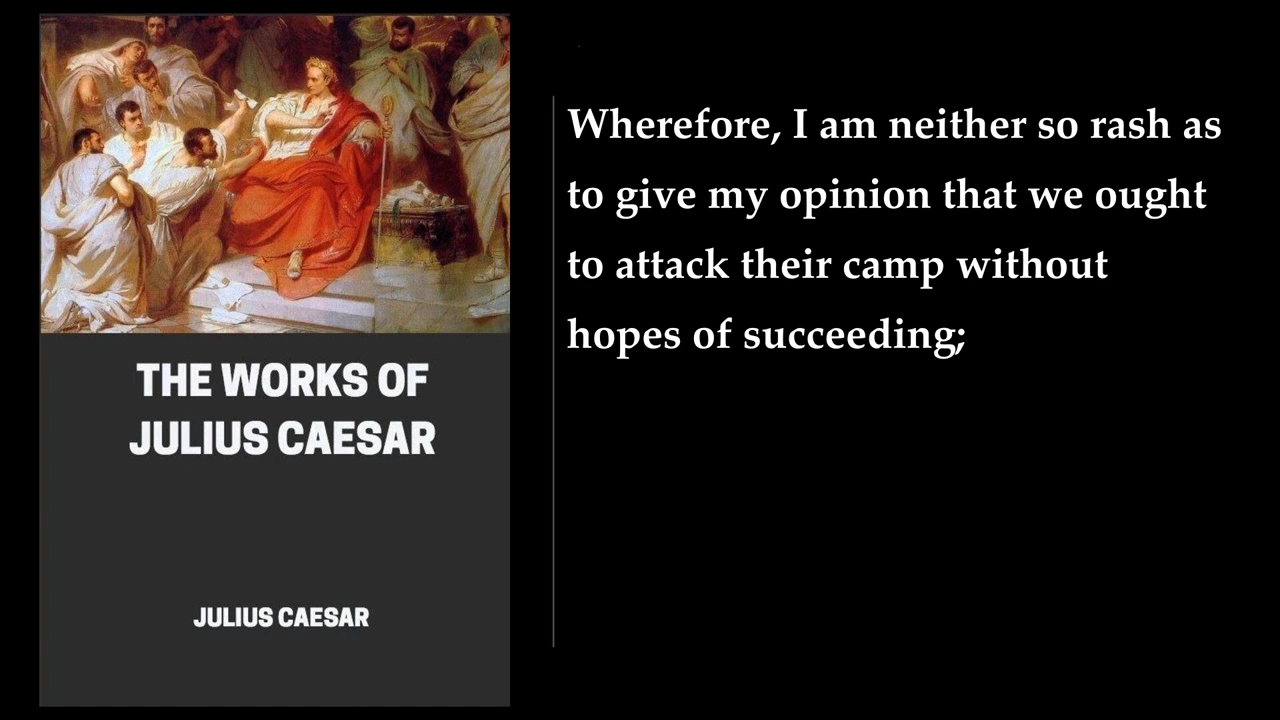 THE WORKS OF
JULIUS CAESAR
JULIUS CAESAR
Wherefore, I am neither so rash as
to give my opinion that we ought
to attack their camp without
hopes of succeeding;